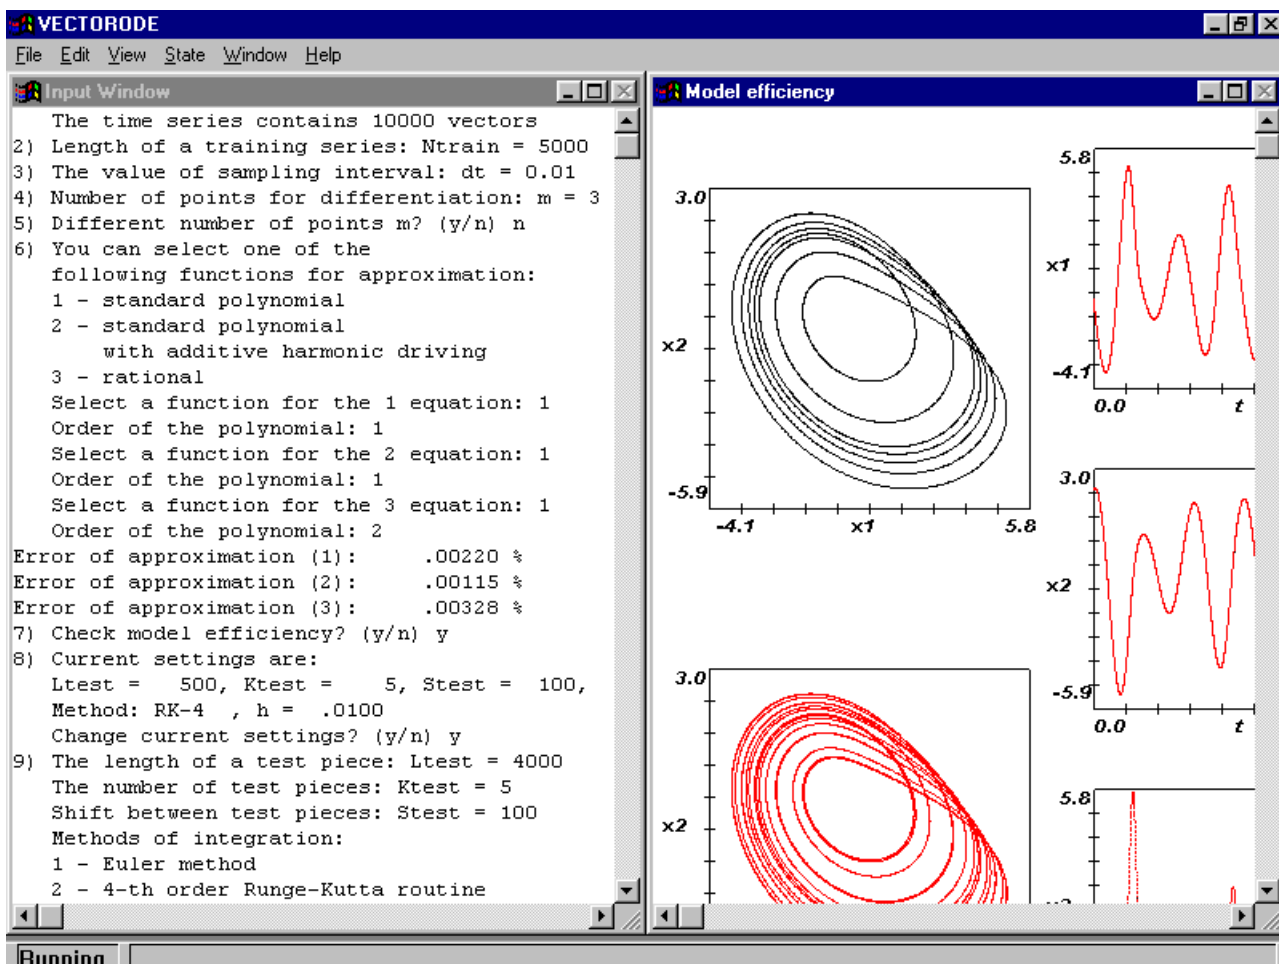 VECTORODE
File Edit View State Window Help
Input Window
The time series contains 10000 vectors
2) Length of a training series: Ntrain = 5000
3) The value of sampling interval: dt = 0.01
4) Number of points for differentiation: m = 3
5) Different number of points m? (y/n) n
6) You can select one of the
following functions for approximation:
1 - standard polynomial
2 - standard polynomial
with additive harmonic driving
3 - rational
Select a function for the 1 equation: 1
Order of the polynomial: 1
Select a function for the 2 equation: 1
Order of the polynomial: 1
Select a function for the 3 equation: 1
Order of the polynomial: 2
Error of approximation (1): .00220 %
Error of approximation (2): .00115 %
Error of approximation (3): .00328 %
7) Check model efficiency? (y/n) y
8) Current settings are:
Ltest = 500, Ktest = 5, Stest = 100,
Method: RK-4 , h = .0100
Change current settings? (y/n) y
9) The length of a test piece: Ltest = 4000
The number of test pieces: Ktest = 5
Shift between test pieces: Stest = 100
Methods of integration:
1 - Euler method
2 - 4-th order Runge-Kutta routine
Model efficiency
3.0
x2
-5.9
-4.1 x1 5.8
5.8
x1
-4.1
0.0 t
3.0
x2
-5.9
0.0 t
3.0
x2
5.8
Running